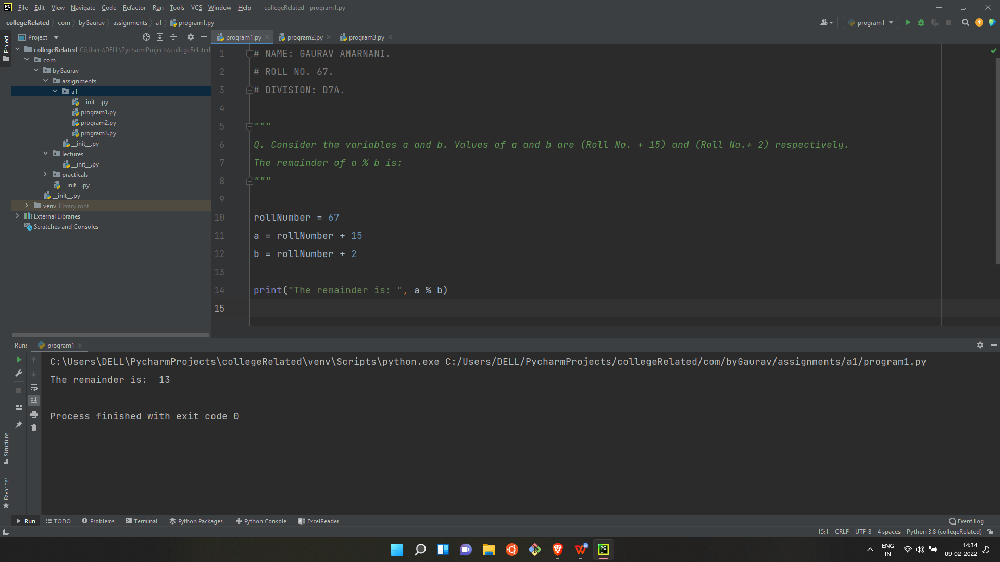 PC File Edit View Navigate Code Refactor Run Tools VCS Window Help collegeRelated - program1.py
collegeRelated com byGaurav assignments a1 program1.py
program1
Project
Project
program1.py program2.py program3.py
collegeRelated C:\Users\DELL\PycharmProjects\collegeRelated
com
byGaurav
assignments
a1
__init__.py
program1.py
program2.py
program3.py
__init__.py
lectures
__init__.py
practicals
__init__.py
__init__.py
venv library root
External Libraries
Scratches and Consoles
1 # NAME: GAURAV AMARNANI.
2 # ROLL NO. 67.
3 # DIVISION: D7A.
4
5 """
6 Q. Consider the variables a and b. Values of a and b are (Roll No. + 15) and (Roll No.+ 2) respectively.
7 The remainder of a % b is:
8 """
9
10 rollNumber = 67
11 a = rollNumber + 15
12 b = rollNumber + 2
13
14 print("The remainder is: ", a % b)
15
Run: program1
C:\Users\DELL\PycharmProjects\collegeRelated\venv\Scripts\python.exe C:/Users/DELL/PycharmProjects/collegeRelated/com/byGaurav/assignments/a1/program1.py
The remainder is:  13
Process finished with exit code 0
Structure
Favorites
Run TODO Problems Terminal Python Packages Python Console ExcelReader Event Log
15:1 CRLF UTF-8 4 spaces Python 3.8 (collegeRelated)
PC
ENG
IN
14:34
09-02-2022